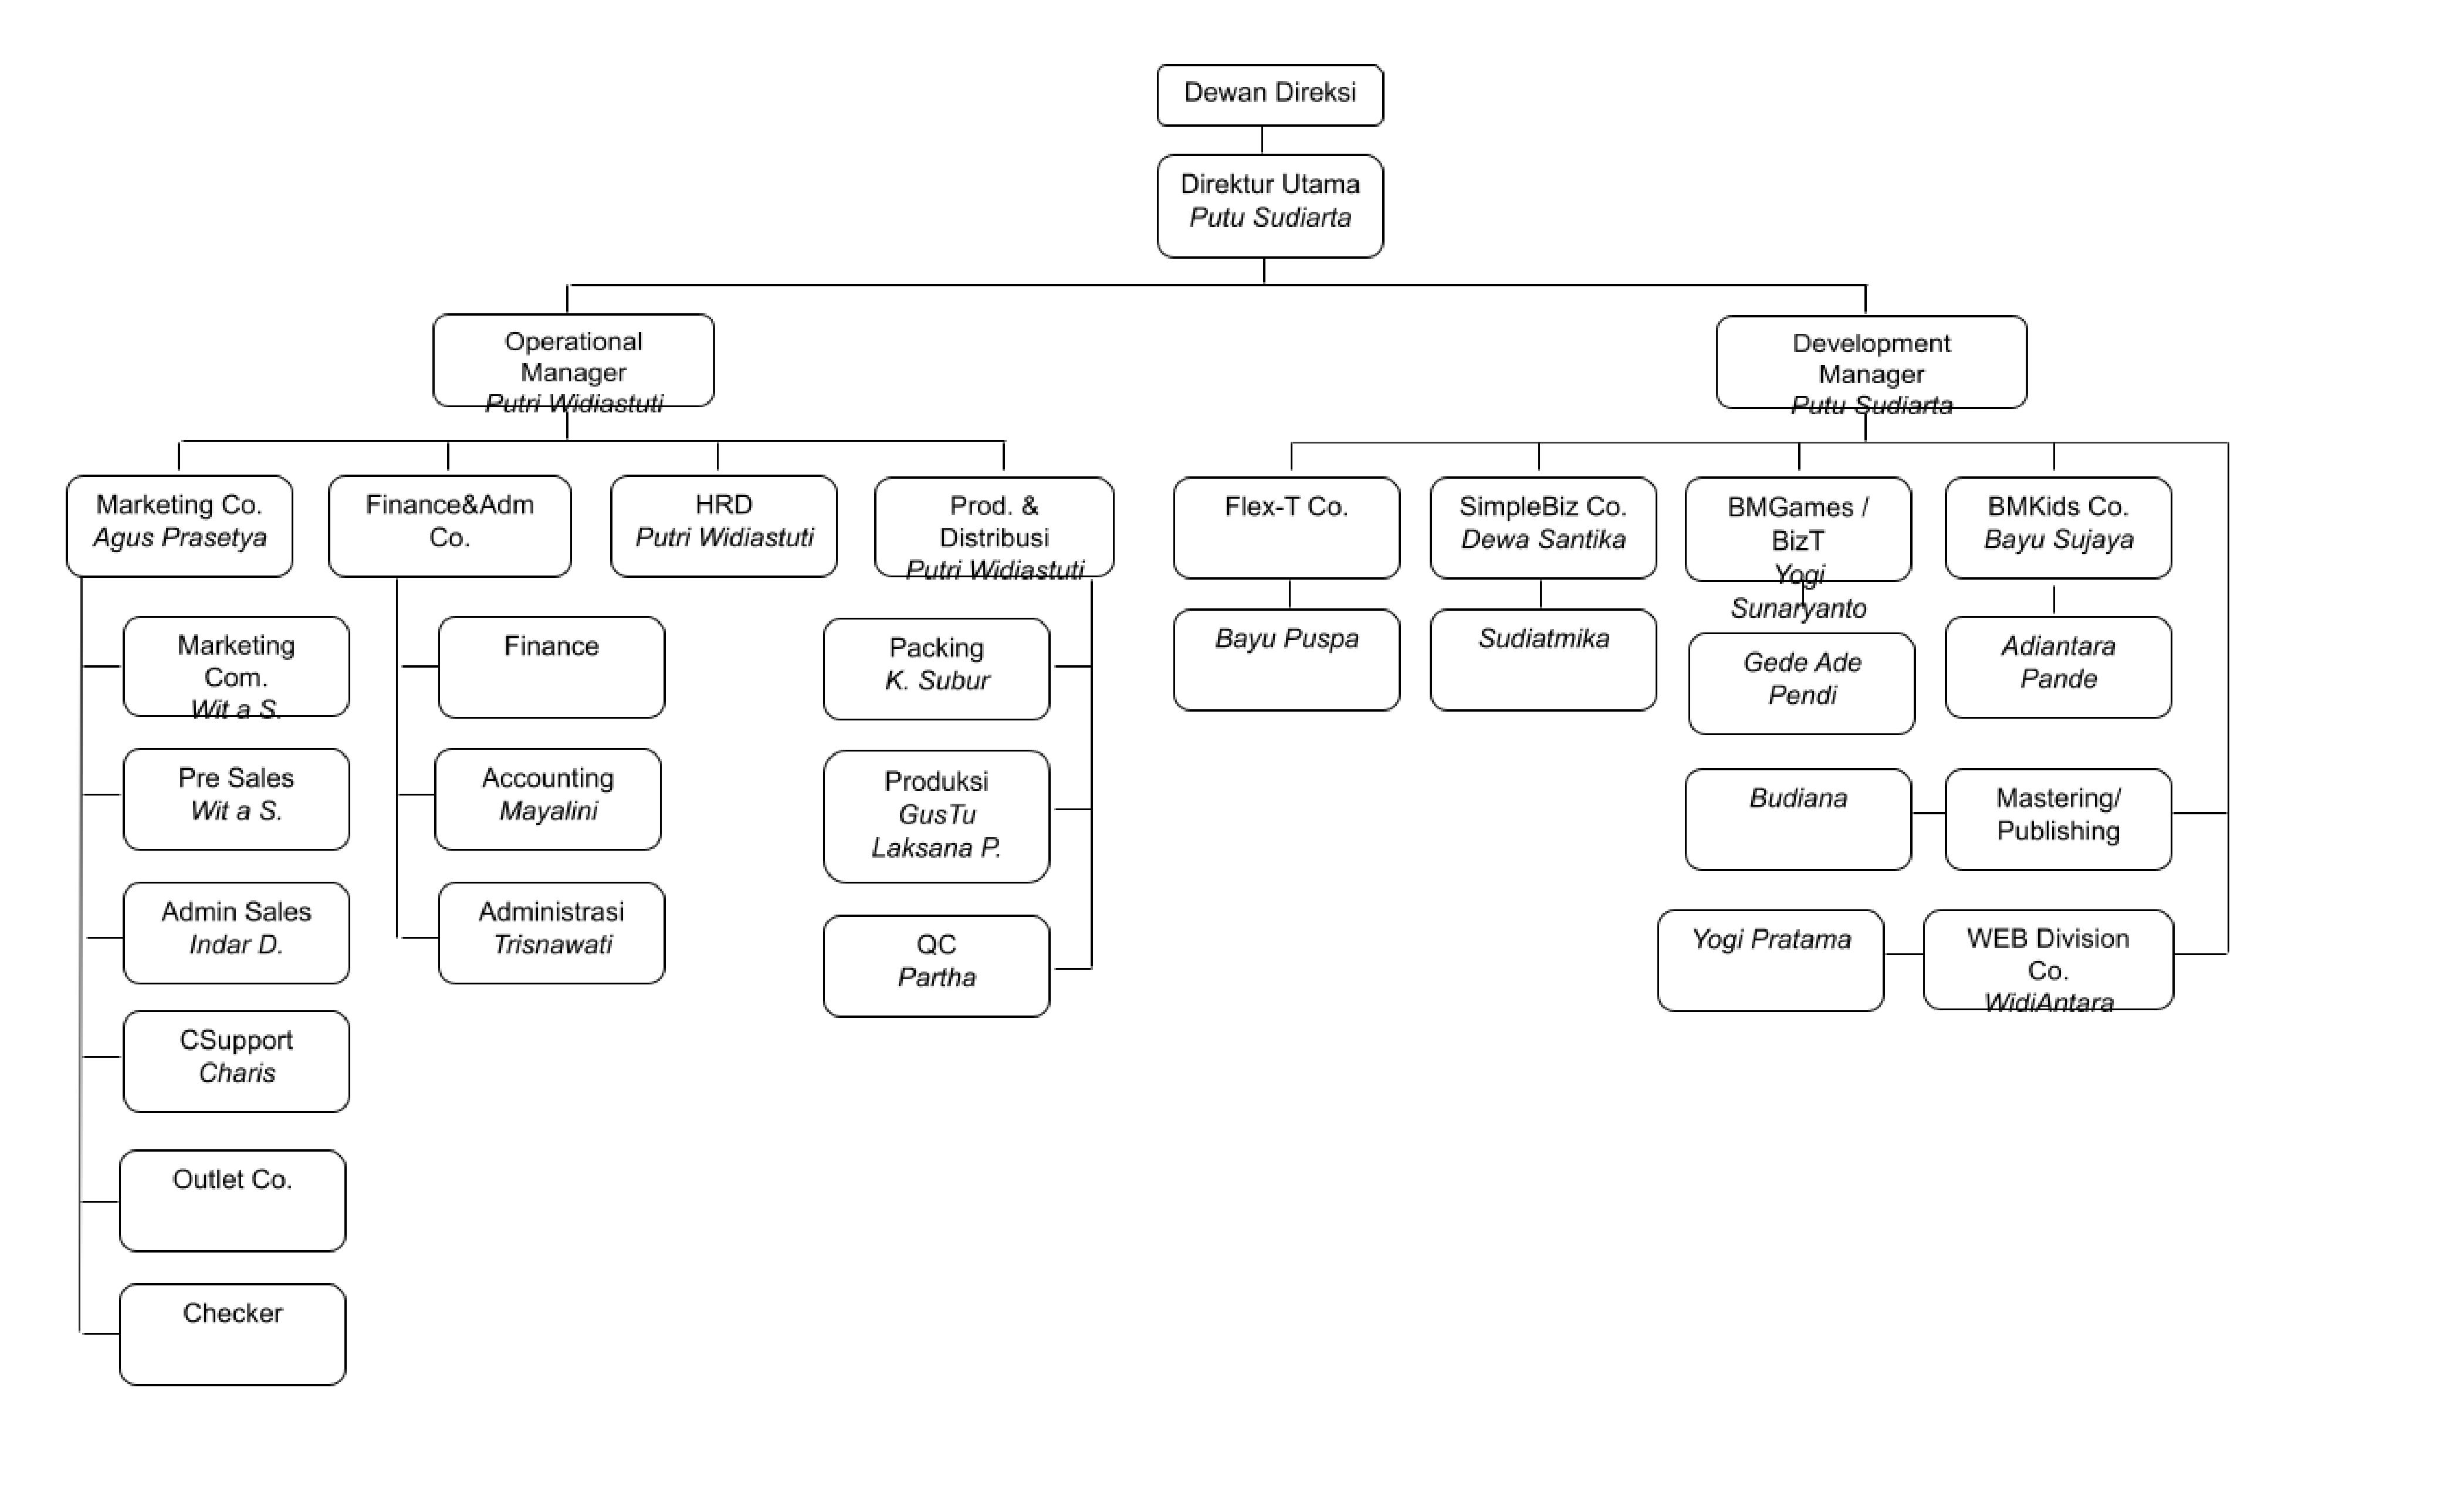 Dewan Direksi
Direktur Utama
Putu Sudiarta
Operational
Manager
Putri Widiastuti
Development
Manager
Putu Sudiarta
Marketing Co.
Agus Prasetya
Finance&Adm
Co.
HRD
Putri Widiastuti
Prod. &
Distribusi
Putri Widiastuti
Flex-T Co.
SimpleBiz Co.
Dewa Santika
BMGames /
BizT
Yogi
Sunaryanto
BMKids Co.
Bayu Sujaya
Marketing
Com.
Wit a S.
Finance
Packing
K. Subur
Bayu Puspa
Sudiatmika
Gede Ade
Pendi
Adiantara
Pande
Pre Sales
Wit a S.
Accounting
Mayalini
Produksi
GusTu
Laksana P.
Budiana
Mastering/
Publishing
Admin Sales
Indar D.
Administrasi
Trisnawati
QC
Partha
Yogi Pratama
WEB Division
Co.
WidiAntara
CSupport
Charis
Outlet Co.
Checker